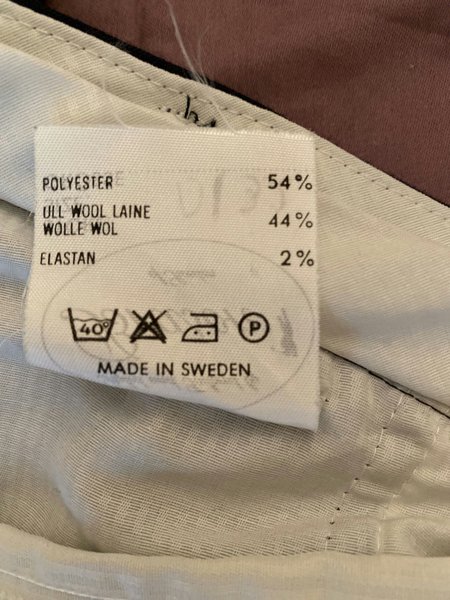 POLYESTER 54%
ULL WOOL LAINE
WOLLE WOL 44%
ELASTAN 2%
40° P
MADE IN SWEDEN